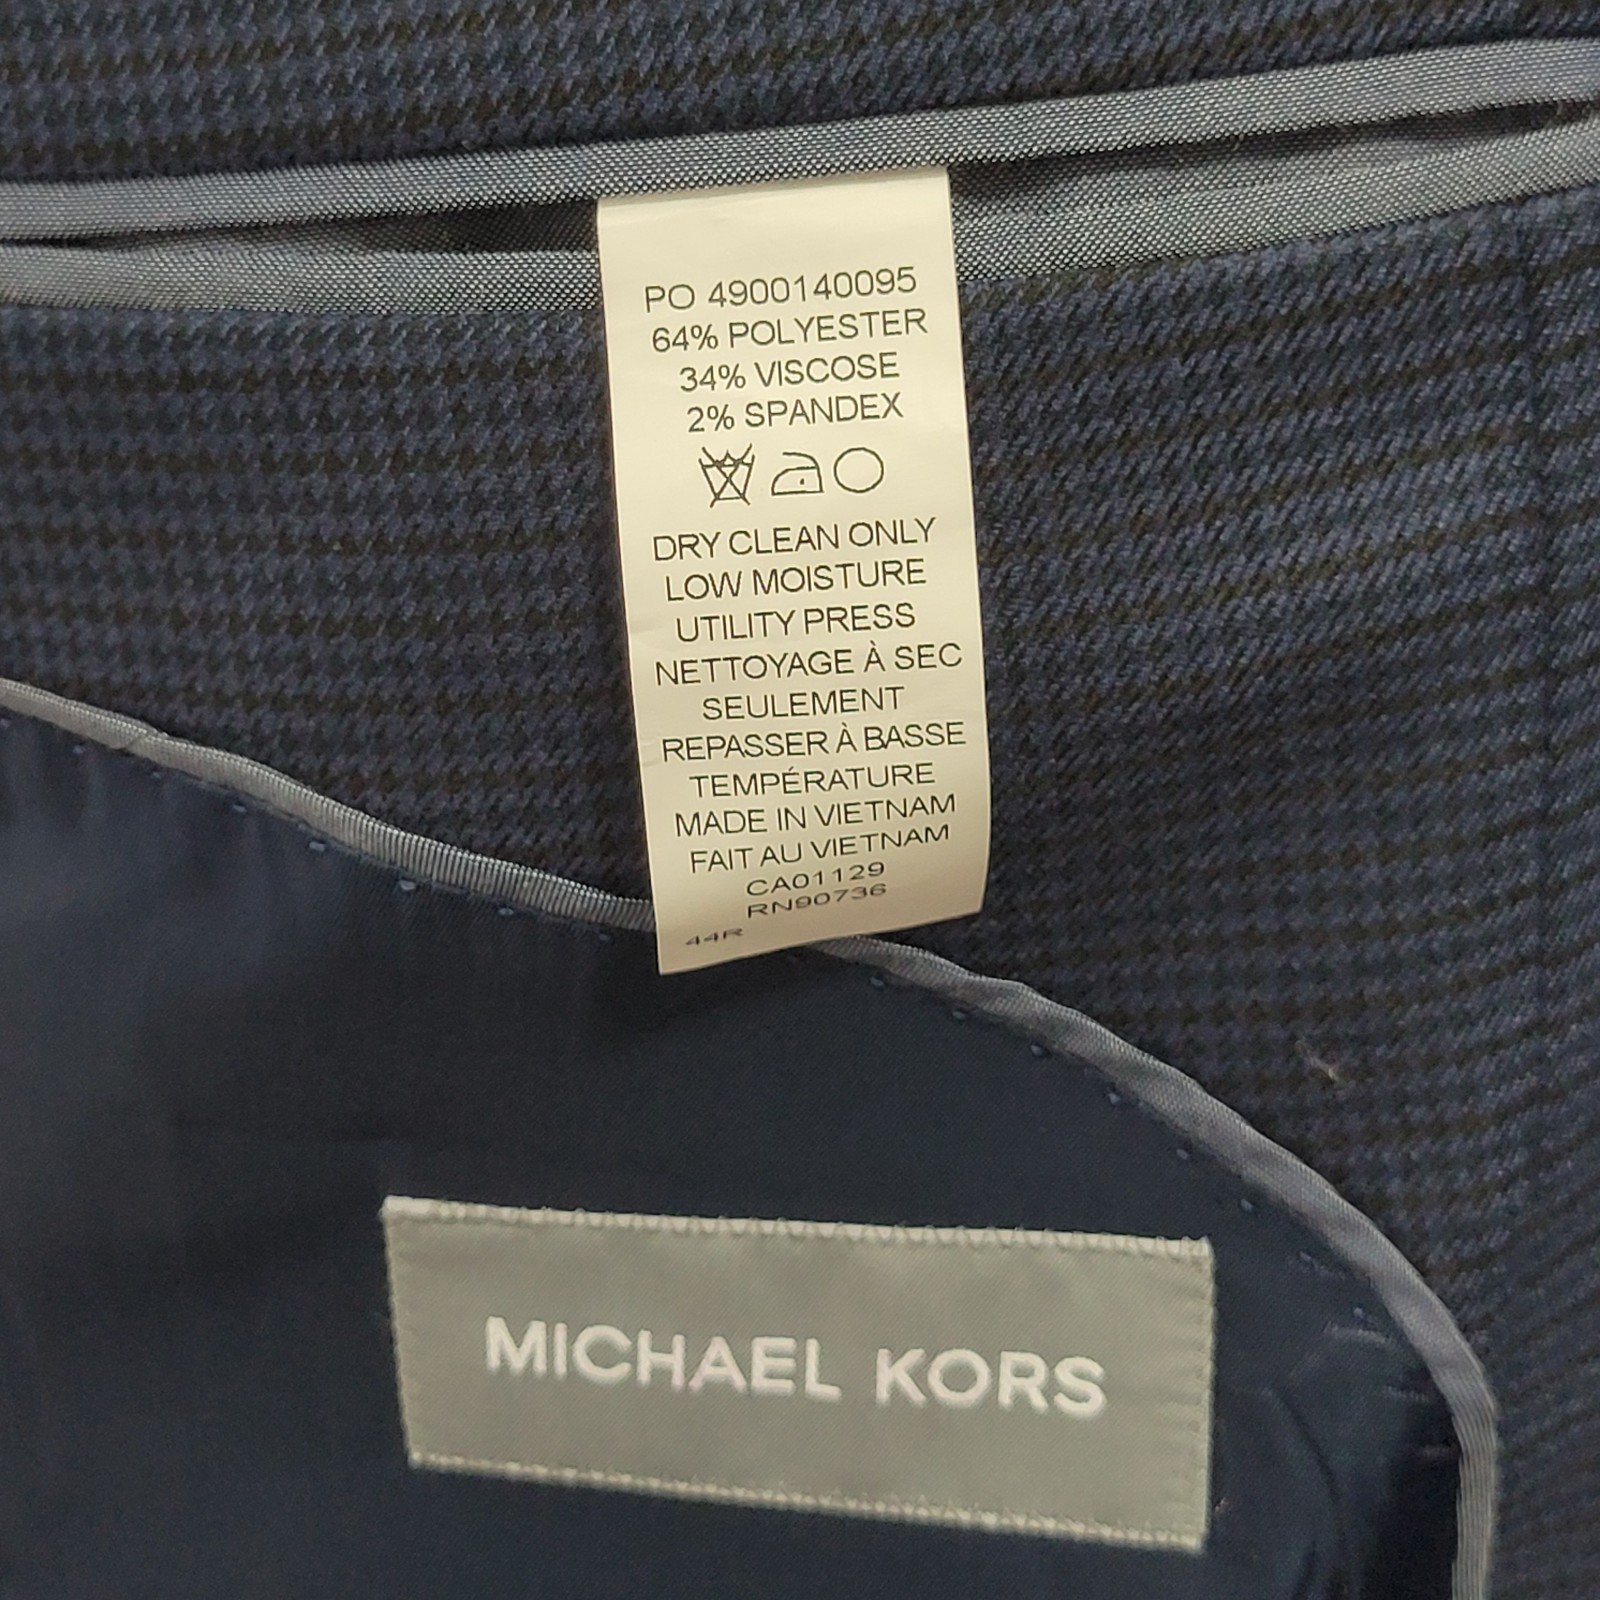 PO 4900140095
64% POLYESTER
34% VISCOSE
2% SPANDEX
DRY CLEAN ONLY
LOW MOISTURE
UTILITY PRESS
NETTOYAGE À SEC
SEULEMENT
REPASSER À BASSE
TEMPÉRATURE
MADE IN VIETNAM
FAIT AU VIETNAM
CA01129
RN90736
44R
MICHAEL KORS